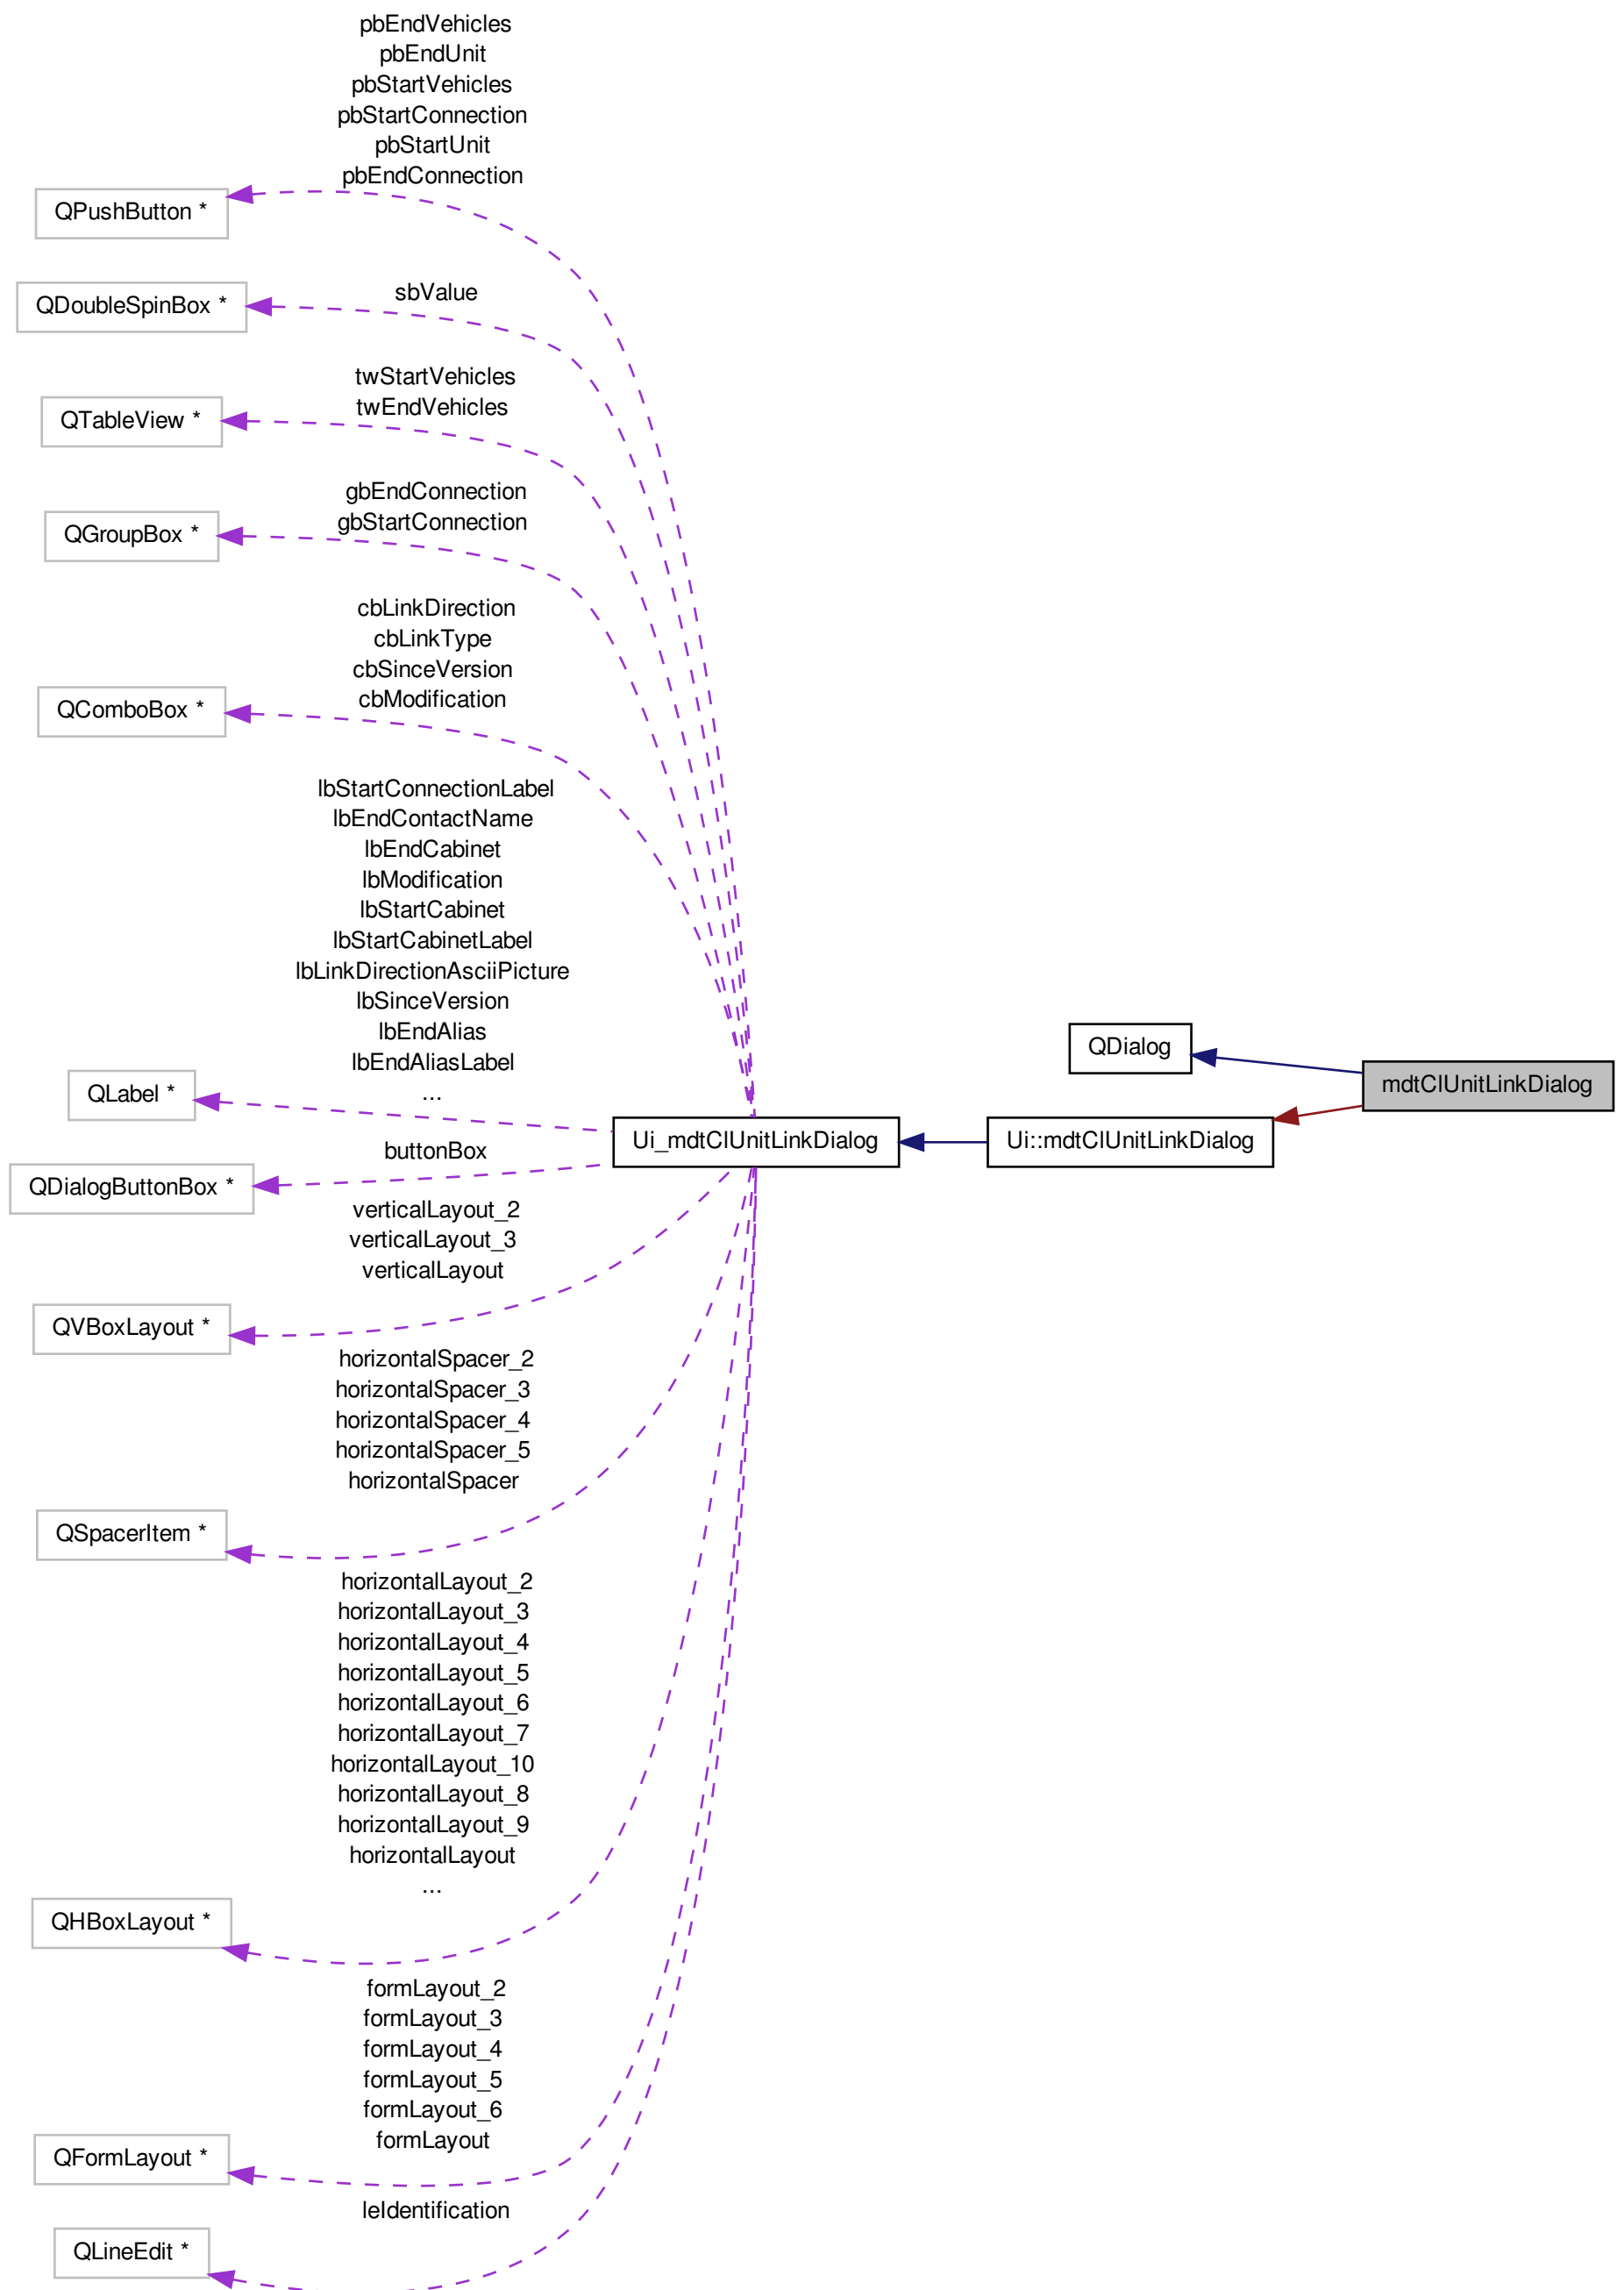 pbEndVehicles
pbEndUnit
pbStartVehicles
pbStartConnection
pbStartUnit
pbEndConnection
QPushButton *
sbValue
QDoubleSpinBox *
twStartVehicles
twEndVehicles
QTableView *
gbEndConnection
gbStartConnection
QGroupBox *
cbLinkDirection
cbLinkType
cbSinceVersion
cbModification
QComboBox *
lbStartConnectionLabel
lbEndContactName
lbEndCabinet
lbModification
lbStartCabinet
lbStartCabinetLabel
lbLinkDirectionAsciiPicture
lbSinceVersion
lbEndAlias
lbEndAliasLabel
...
QLabel *
QDialog
mdtClUnitLinkDialog
Ui_mdtClUnitLinkDialog
Ui::mdtClUnitLinkDialog
buttonBox
QDialogButtonBox *
verticalLayout_2
verticalLayout_3
verticalLayout
QVBoxLayout *
horizontalSpacer_2
horizontalSpacer_3
horizontalSpacer_4
horizontalSpacer_5
horizontalSpacer
QSpacerItem *
horizontalLayout_2
horizontalLayout_3
horizontalLayout_4
horizontalLayout_5
horizontalLayout_6
horizontalLayout_7
horizontalLayout_10
horizontalLayout_8
horizontalLayout_9
horizontalLayout
...
QHBoxLayout *
formLayout_2
formLayout_3
formLayout_4
formLayout_5
formLayout_6
formLayout
QFormLayout *
leIdentification
QLineEdit *